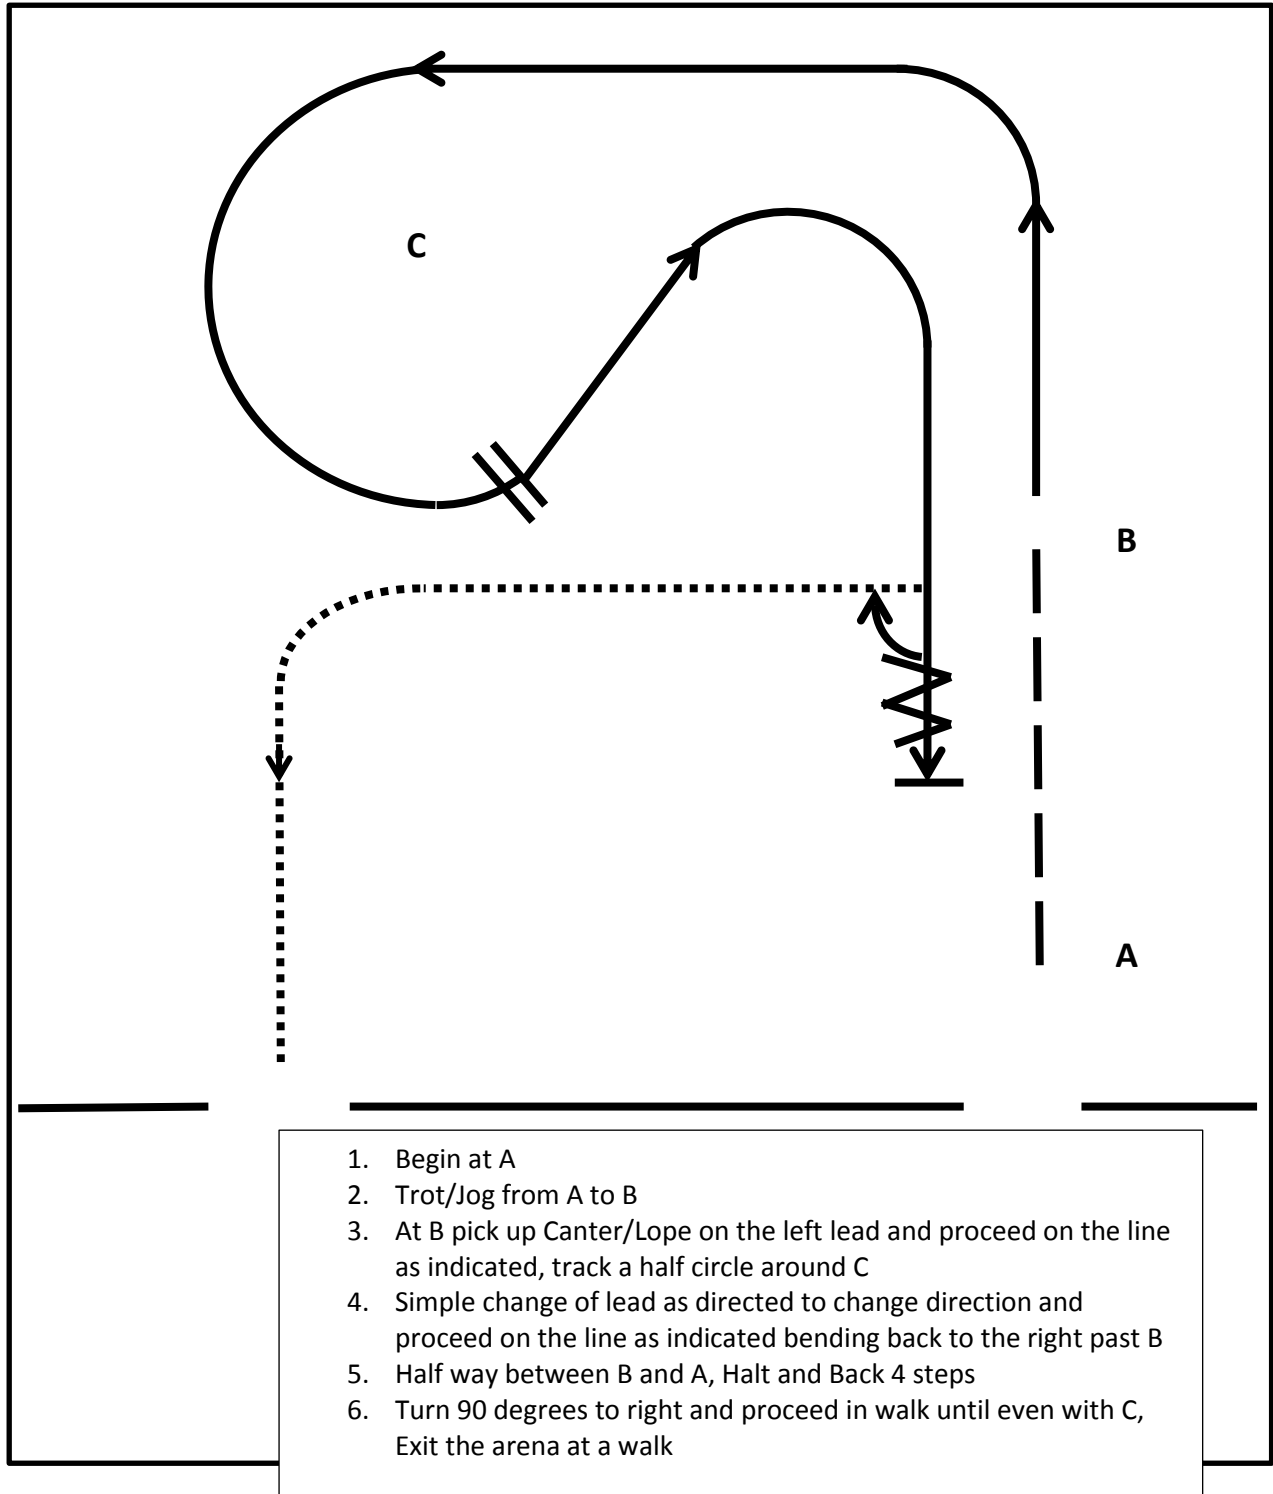 C
B
A
1. Begin at A
2. Trot/Jog from A to B
3. At B pick up Canter/Lope on the left lead and proceed on the line
as indicated, track a half circle around C
4. Simple change of lead as directed to change direction and
proceed on the line as indicated bending back to the right past B
5. Half way between B and A, Halt and Back 4 steps
6. Turn 90 degrees to right and proceed in walk until even with C,
Exit the arena at a walk